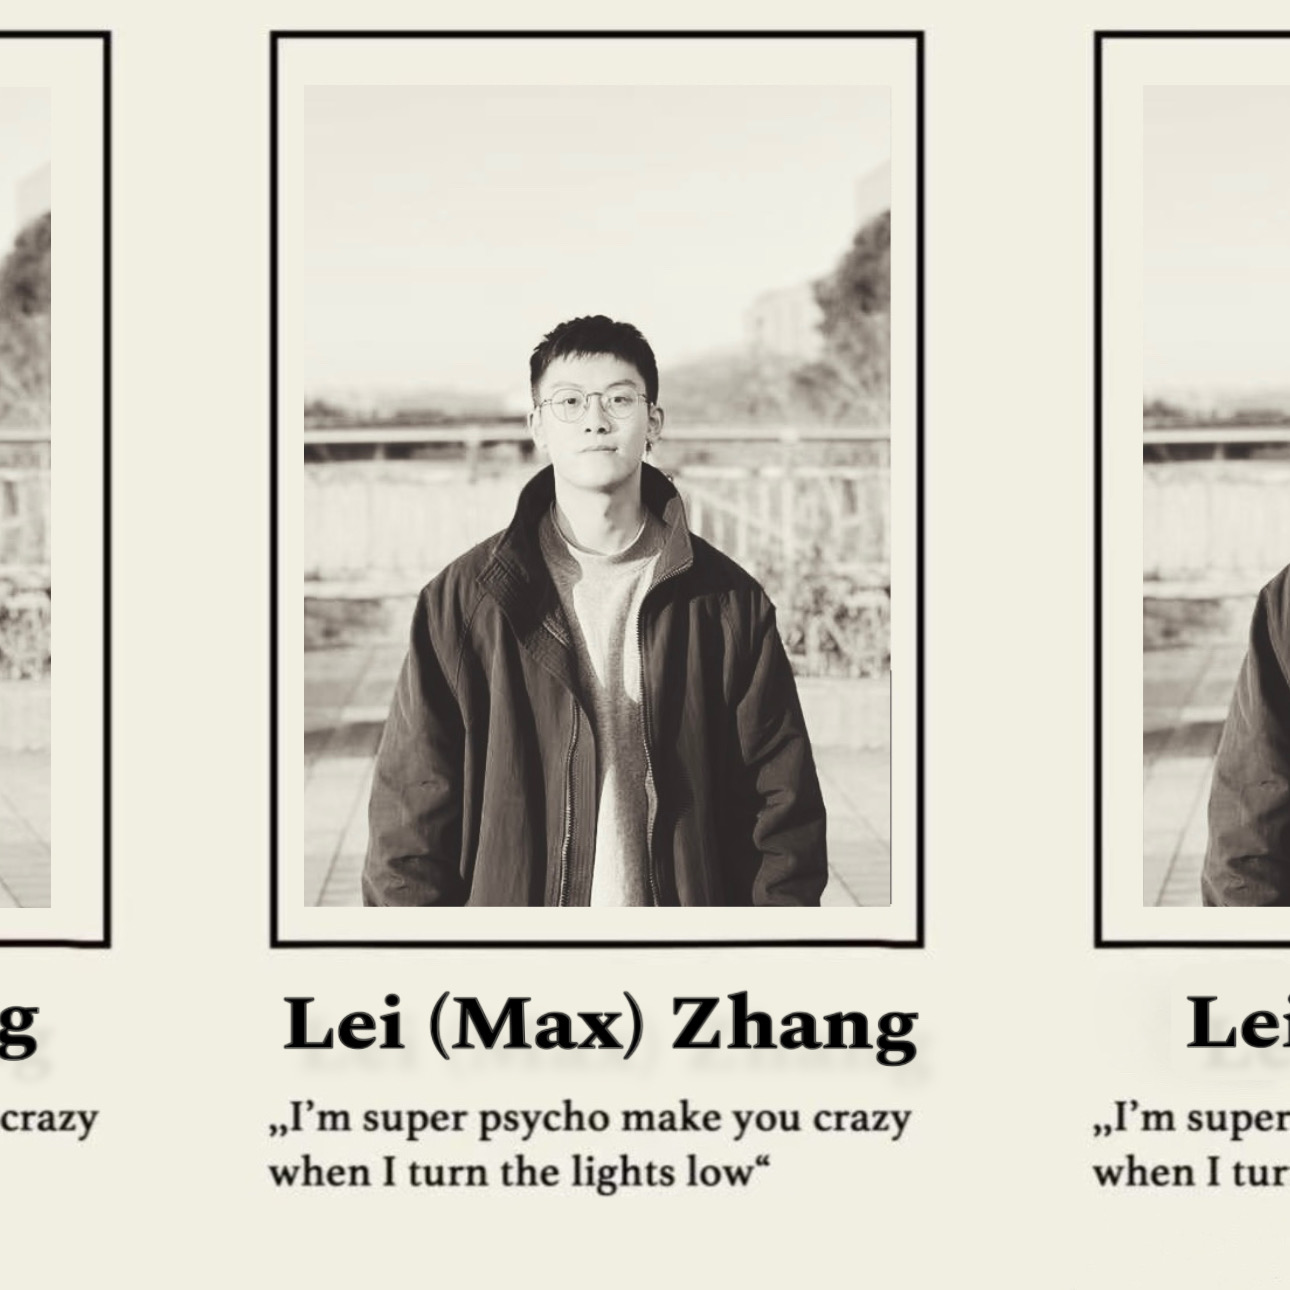 g
Lei (Max) Zhang
Lei
crazy
„I’m super psycho make you crazy
when I turn the lights low“
„I’m super
when I tur